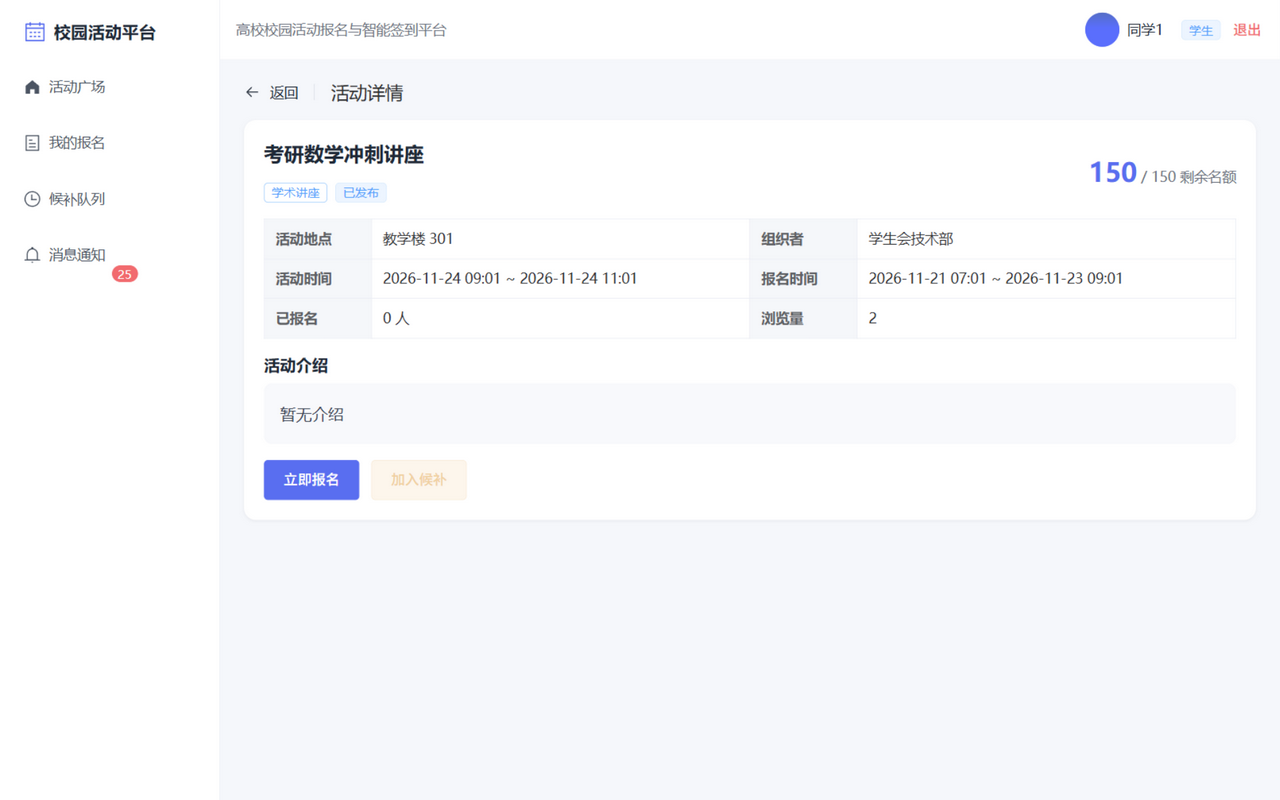 校园活动平台
高校校园活动报名与智能签到平台
同学1
学生
退出
活动广场
我的报名
候补队列
消息通知
25
返回
活动详情
考研数学冲刺讲座
学术讲座
已发布
150 / 150 剩余名额
活动地点
教学楼 301
组织者
学生会技术部
活动时间
2026-11-24 09:01 ~ 2026-11-24 11:01
报名时间
2026-11-21 07:01 ~ 2026-11-23 09:01
已报名
0 人
浏览量
2
活动介绍
暂无介绍
立即报名
加入候补